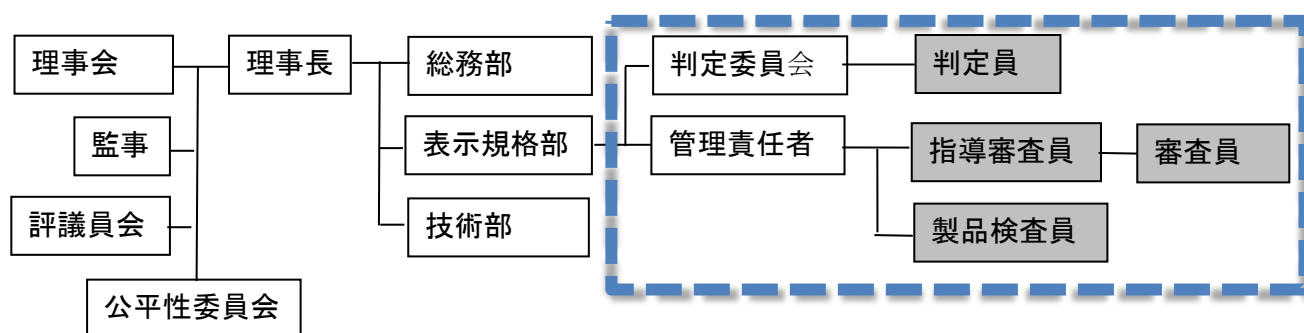 理事会
理事長
総務部
判定委員会
判定員
監事
表示規格部
管理責任者
指導審査員
審査員
評議員会
技術部
製品検査員
公平性委員会